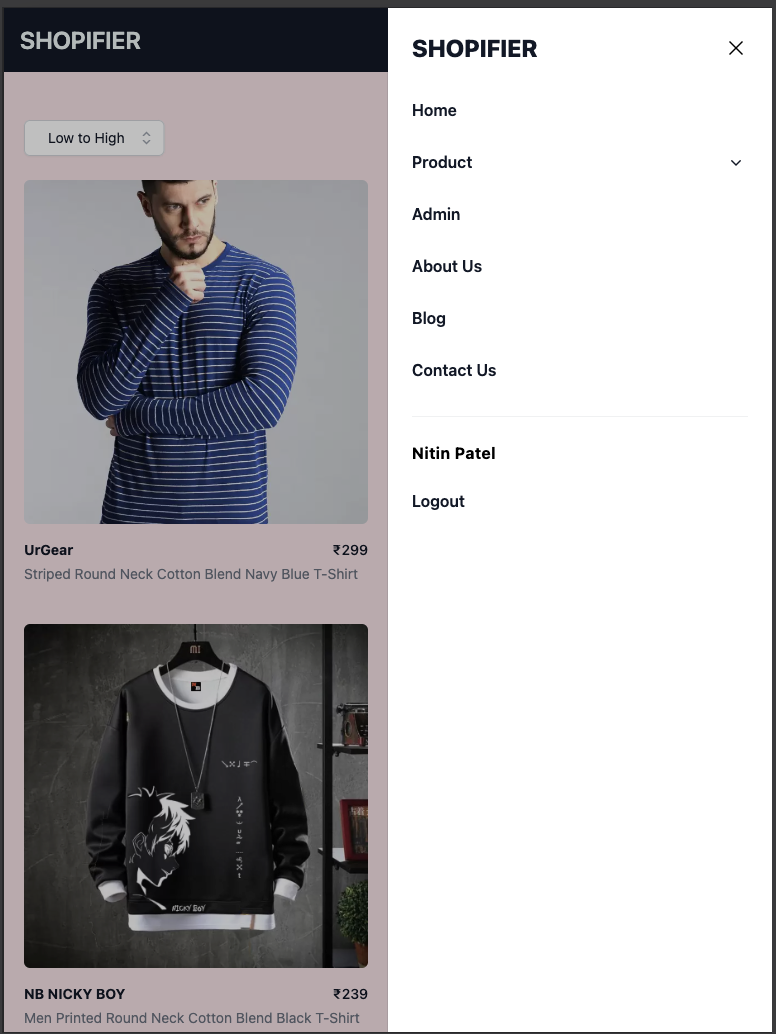 SHOPIFIER
Low to High
UrGear ₹299
Striped Round Neck Cotton Blend Navy Blue T-Shirt
MI
NICKY BOY
NB NICKY BOY ₹239
Men Printed Round Neck Cotton Blend Black T-Shirt
SHOPIFIER
Home
Product
Admin
About Us
Blog
Contact Us
Nitin Patel
Logout